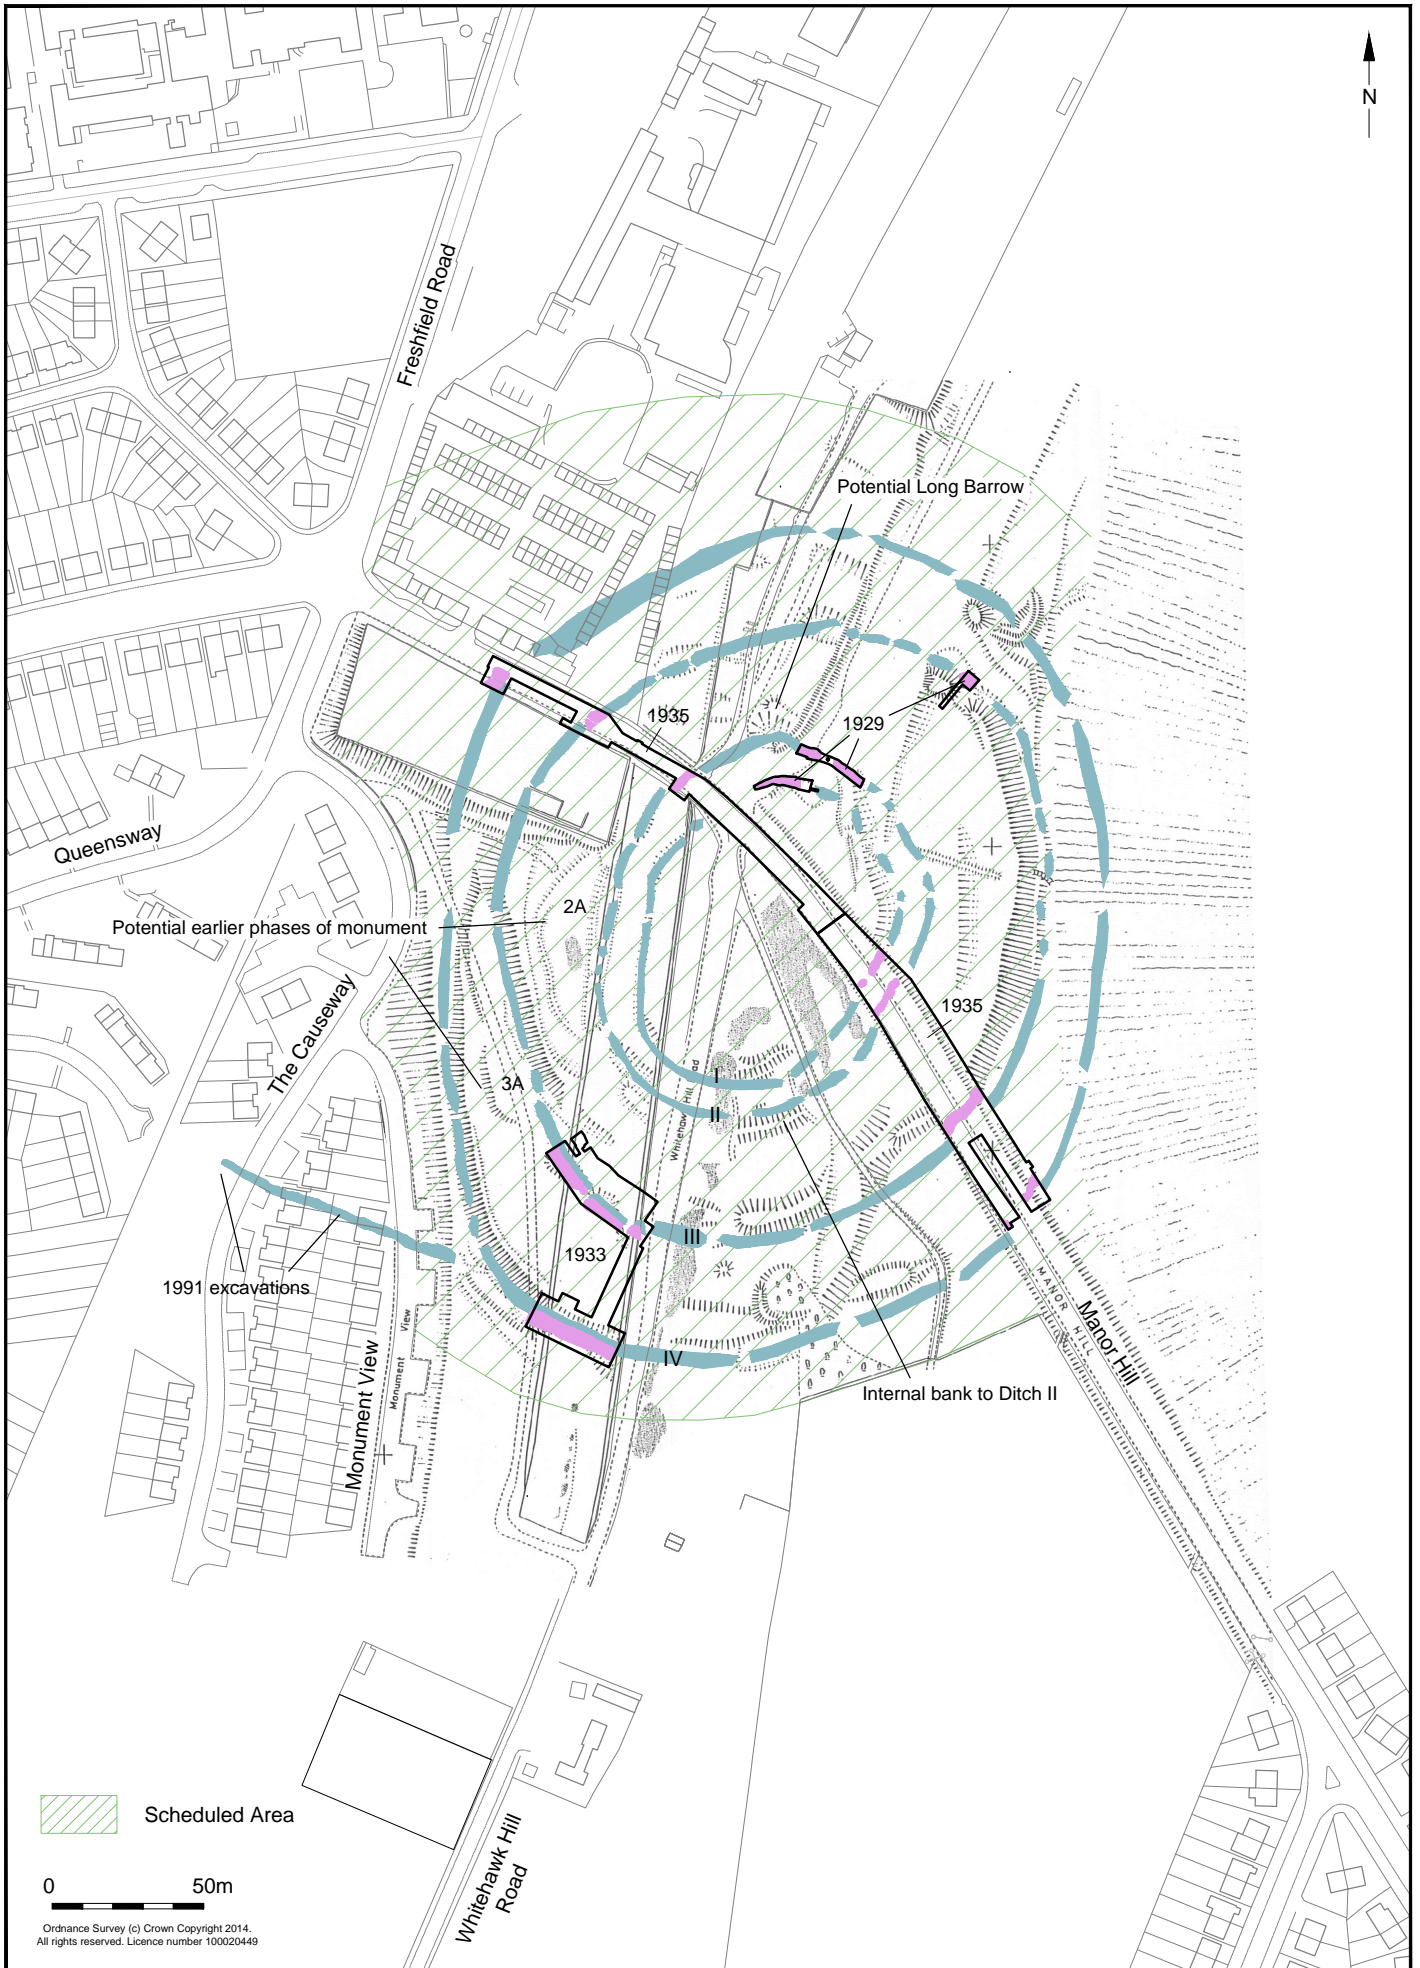 N
Freshfield Road
Potential Long Barrow
1935
1929
Queensway
2A
Potential earlier phases of monument
The Causeway
1935
3A
I
II
Whitehawk Hill Road
III
1933
1991 excavations
MANOR HILL
Manor Hill
Monument View
Monument View
IV
Internal bank to Ditch II
Scheduled Area
0 50m
Whitehawk Hill
Road
Ordnance Survey (c) Crown Copyright 2014.
All rights reserved. Licence number 100020449